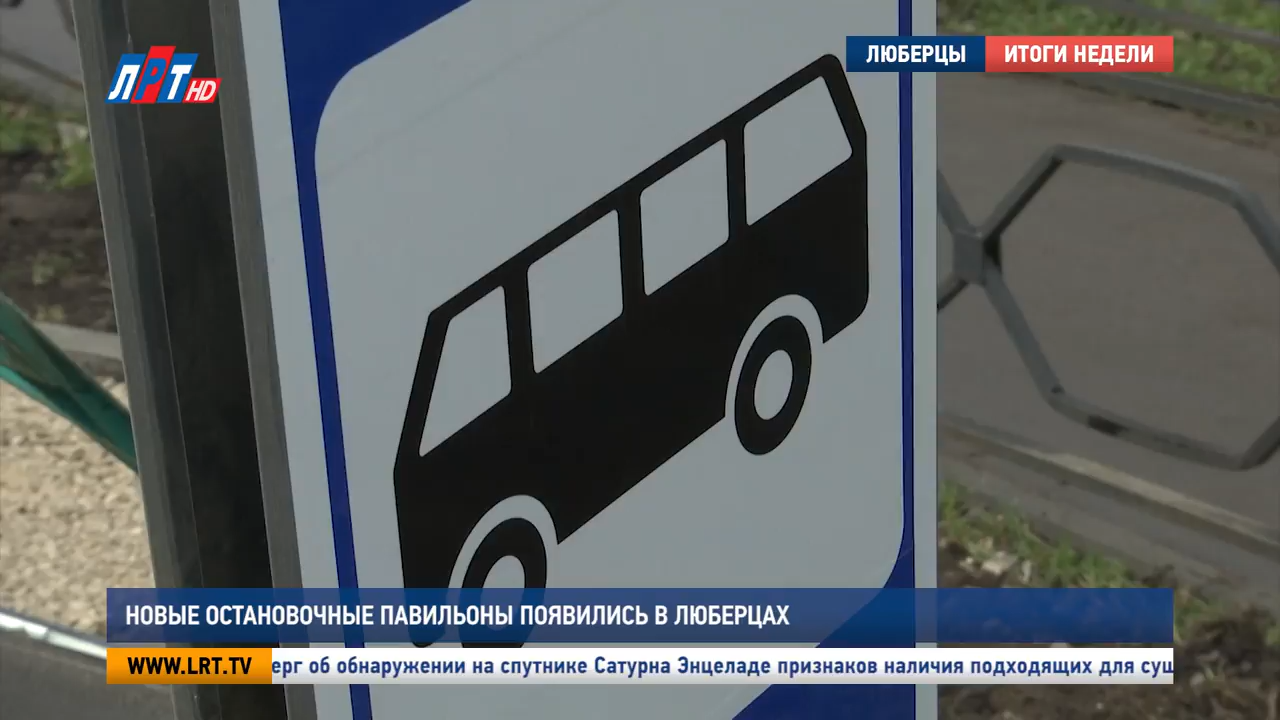 ЛРТ HD
ЛЮБЕРЦЫ ИТОГИ НЕДЕЛИ
НОВЫЕ ОСТАНОВОЧНЫЕ ПАВИЛЬОНЫ ПОЯВИЛИСЬ В ЛЮБЕРЦАХ
WWW.LRT.TV ерг об обнаружении на спутнике Сатурна Энцеладе признаков наличия подходящих для сущ